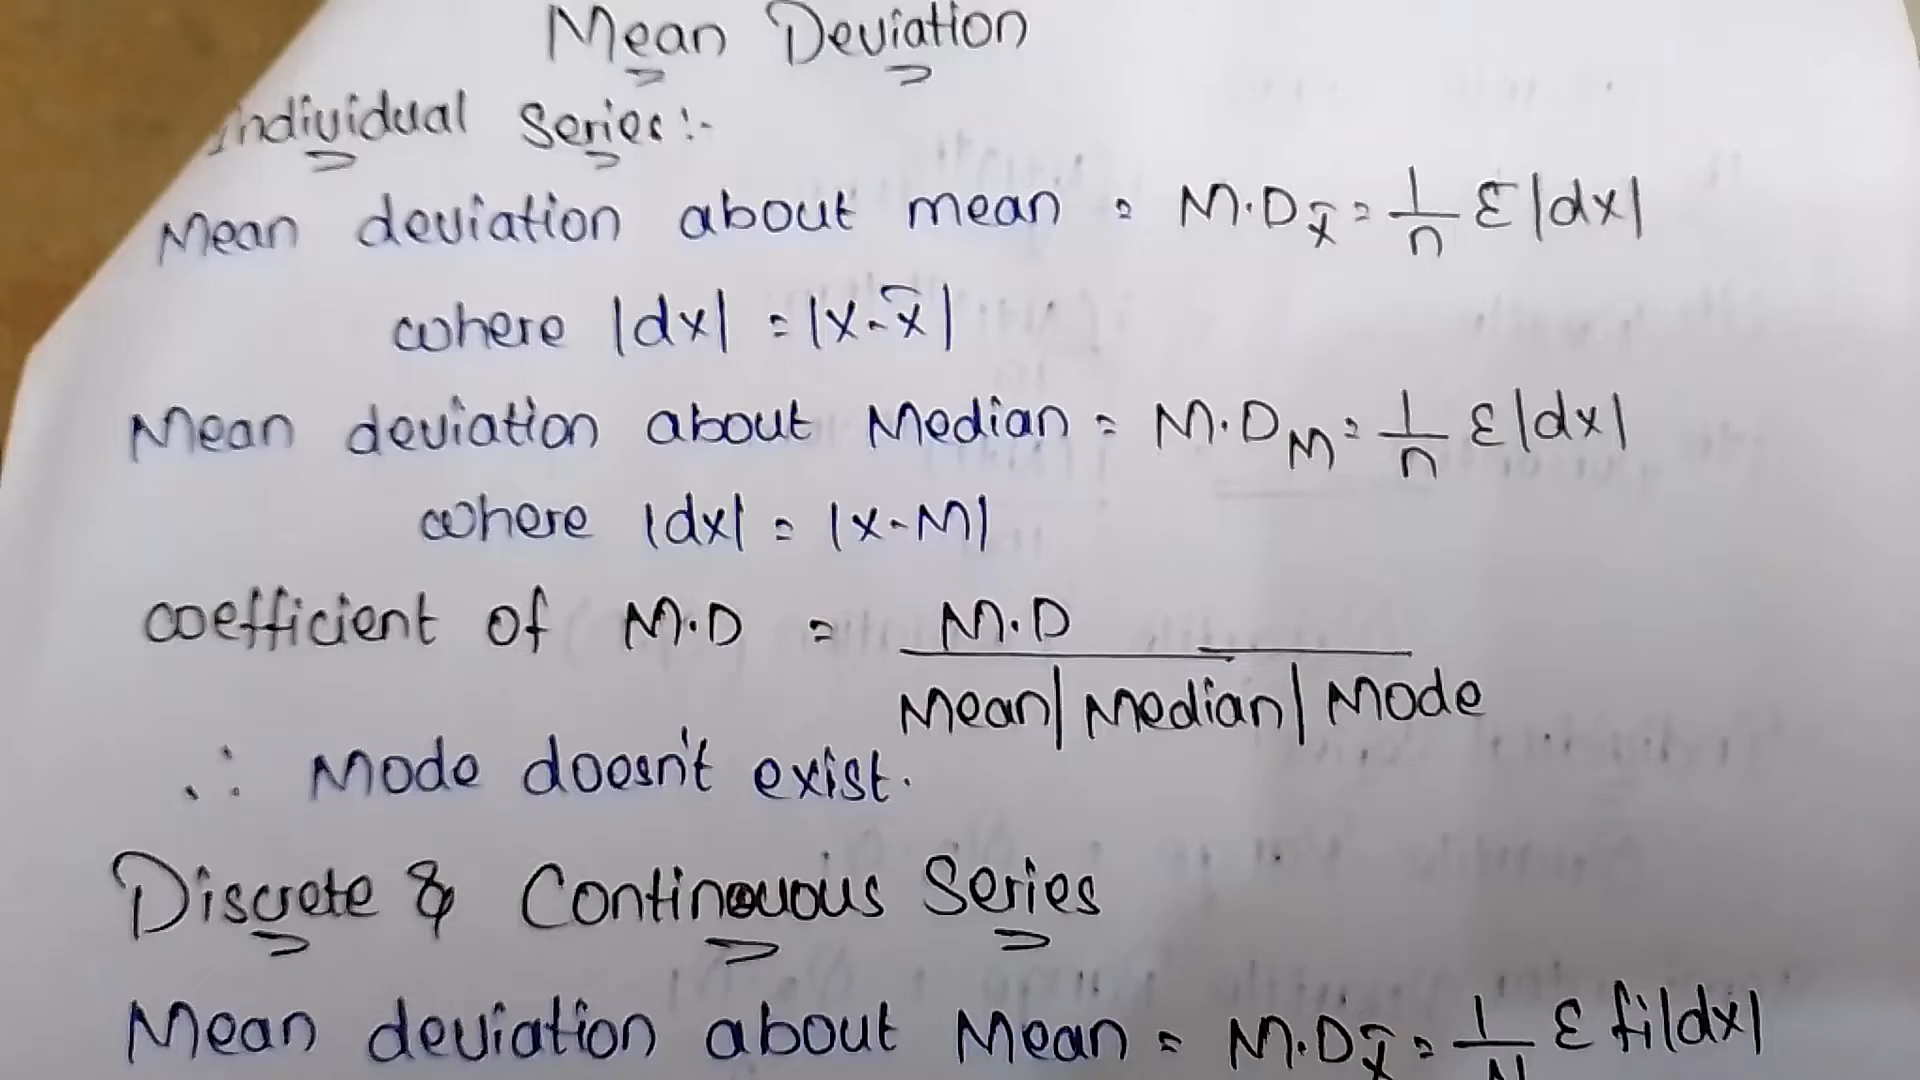 Mean Deviation
Individual Series:-
Mean deviation about mean = M.D x̄ = 1/n Σ|dx|
where |dx| = |x-x̄|
Mean deviation about Median = M.D M = 1/n Σ|dx|
where |dx| = |x-M|
coefficient of M.D = M.D / Mean|Median|Mode
∴ Mode doesn't exist.
Discrete & Continouous Series
Mean deviation about Mean = M.D x̄ = 1/N Σ fi|dx|